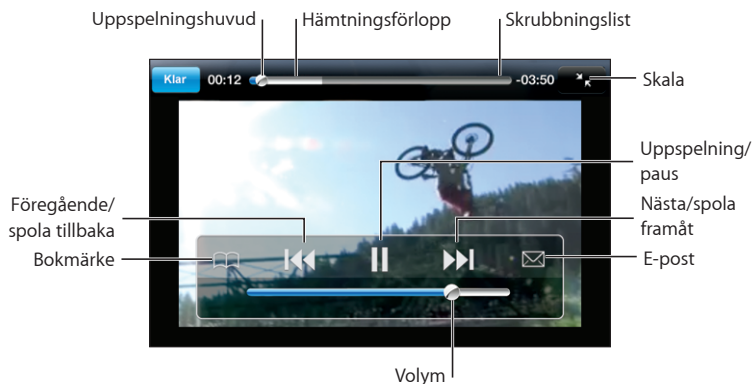 Uppspelningshuvud Hämtningsförlopp Skrubbningslist
Klar 00:12 -03:50
Skala
Uppspelning/
paus
Föregående/
spola tillbaka
Nästa/spola
framåt
Bokmärke
E-post
Volym